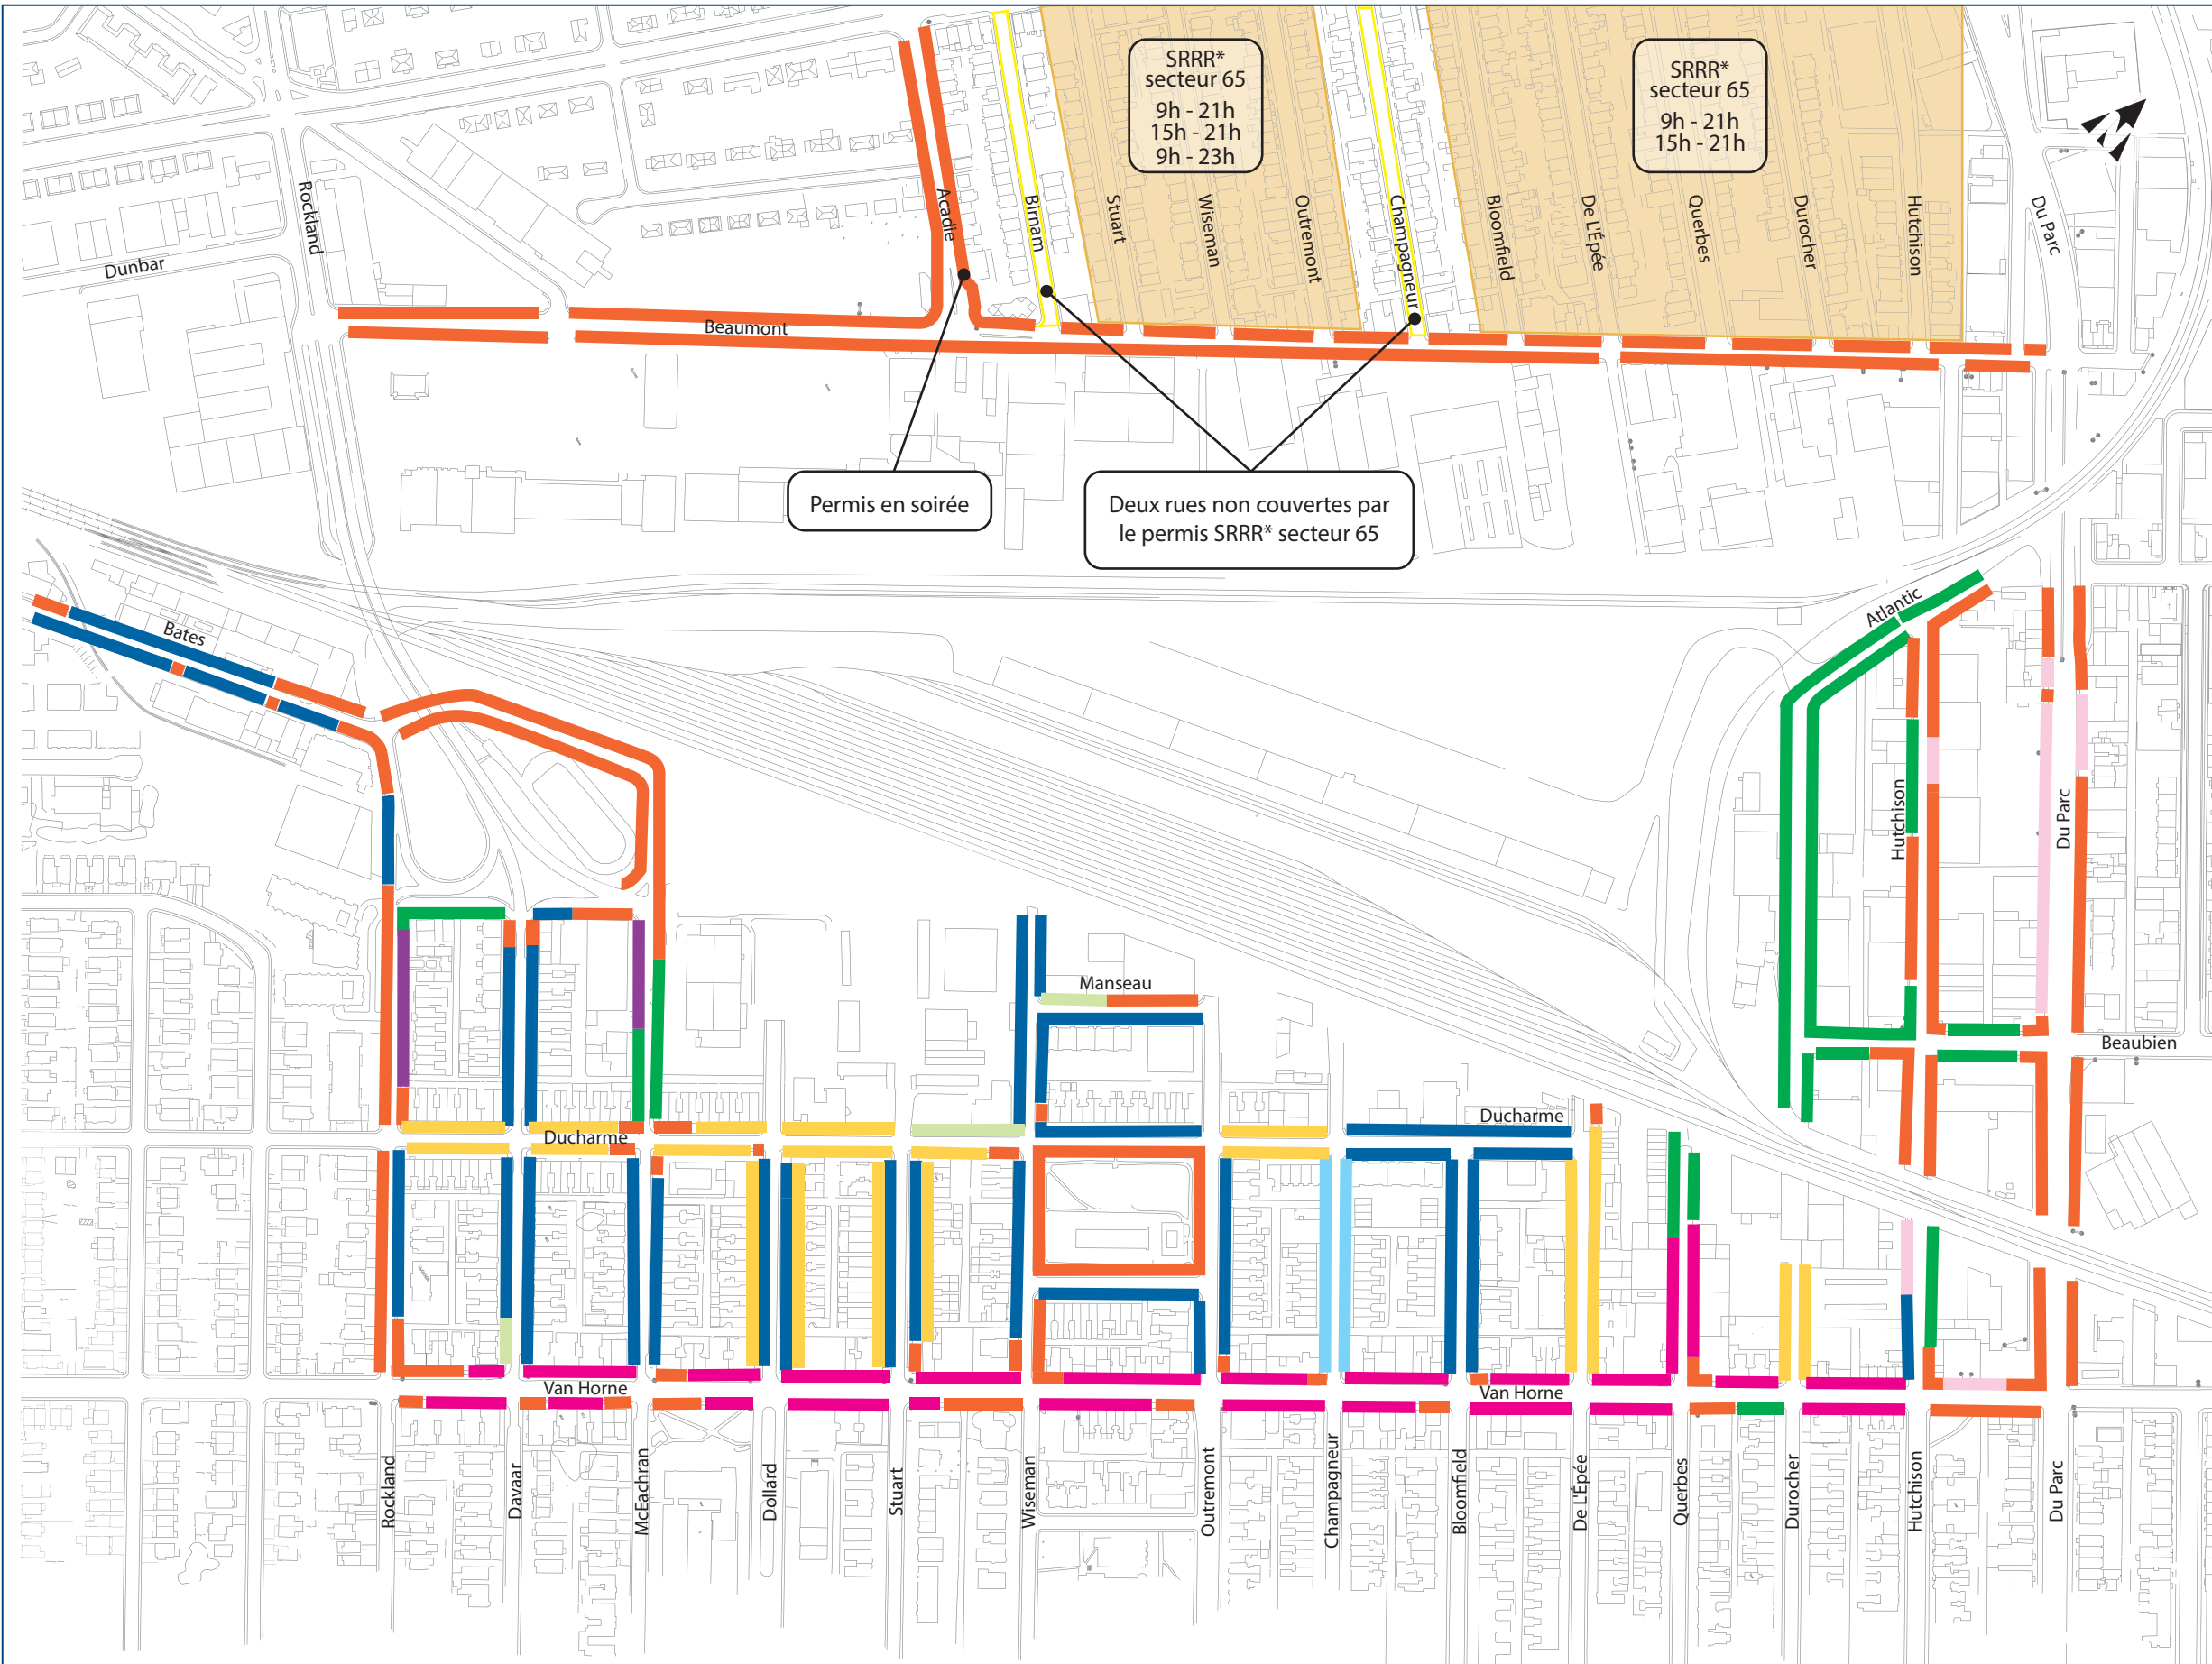 SRRR*
secteur 65
9h - 21h
15h - 21h
9h - 23h
SRRR*
secteur 65
9h - 21h
15h - 21h
Rockland
Dunbar
Acadie
Birnam
Stuart
Wiseman
Outremont
Champagneur
Bloomfield
De L'Épée
Querbes
Durocher
Hutchison
Du Parc
Beaumont
Permis en soirée
Deux rues non couvertes par
le permis SRRR* secteur 65
Bates
Atlantic
Hutchison
Du Parc
Manseau
Beaubien
Ducharme
Ducharme
Van Horne
Van Horne
Rockland
Davaar
McEachran
Dollard
Stuart
Wiseman
Outremont
Champagneur
Bloomfield
De L'Épée
Querbes
Durocher
Hutchison
Du Parc